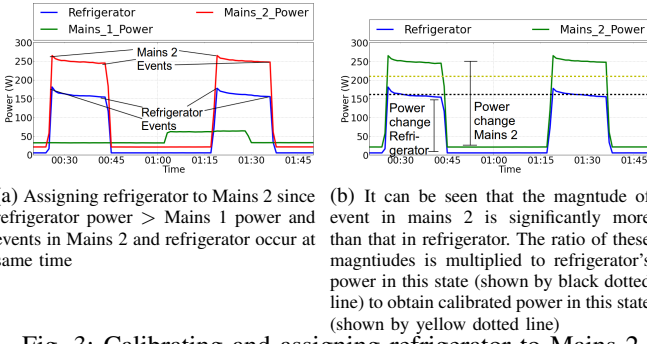 Refrigerator
Mains_2_Power
Mains_1_Power
300
250
200
150
100
50
0
Power (W)
Mains 2
Events
Refrigerator
Events
00:30
00:45
01:00
01:15
01:30
01:45
Time
Refrigerator
Mains_2_Power
300
250
200
150
100
50
0
Power (W)
Power
change
Refri-
gerator
Power
change
Mains 2
00:30
00:45
01:00
01:15
01:30
01:45
Time
(a) Assigning refrigerator to Mains 2 since
refrigerator power > Mains 1 power and
events in Mains 2 and refrigerator occur at
same time
(b) It can be seen that the magntude of
event in mains 2 is significantly more
than that in refrigerator. The ratio of these
magntiudes is multiplied to refrigerator's
power in this state (shown by black dotted
line) to obtain calibrated power in this state
(shown by yellow dotted line)
Fig. 3: Calibrating and assigning refrigerator to Mains 2